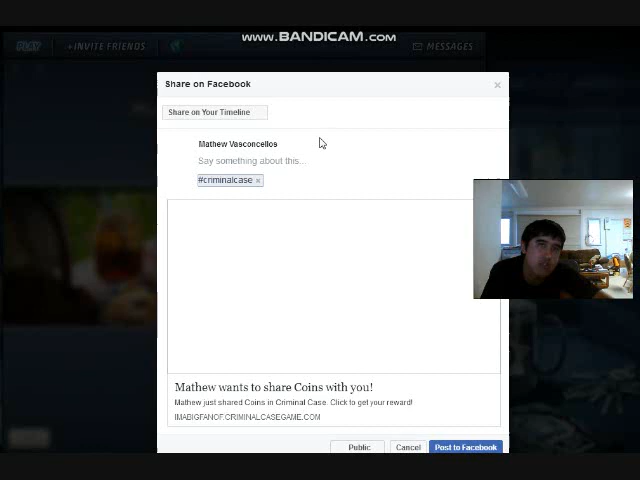 WWW.BANDICAM.COM
PLAY +INVITE FRIENDS MESSAGES
Share on Facebook ×
Share on Your Timeline
Mathew Vasconcellos
Say something about this...
#criminalcase ×
Mathew wants to share Coins with you!
Mathew just shared Coins in Criminal Case. Click to get your reward!
IMABIGFANOF.CRIMINALCASEGAME.COM
Public Cancel Post to Facebook